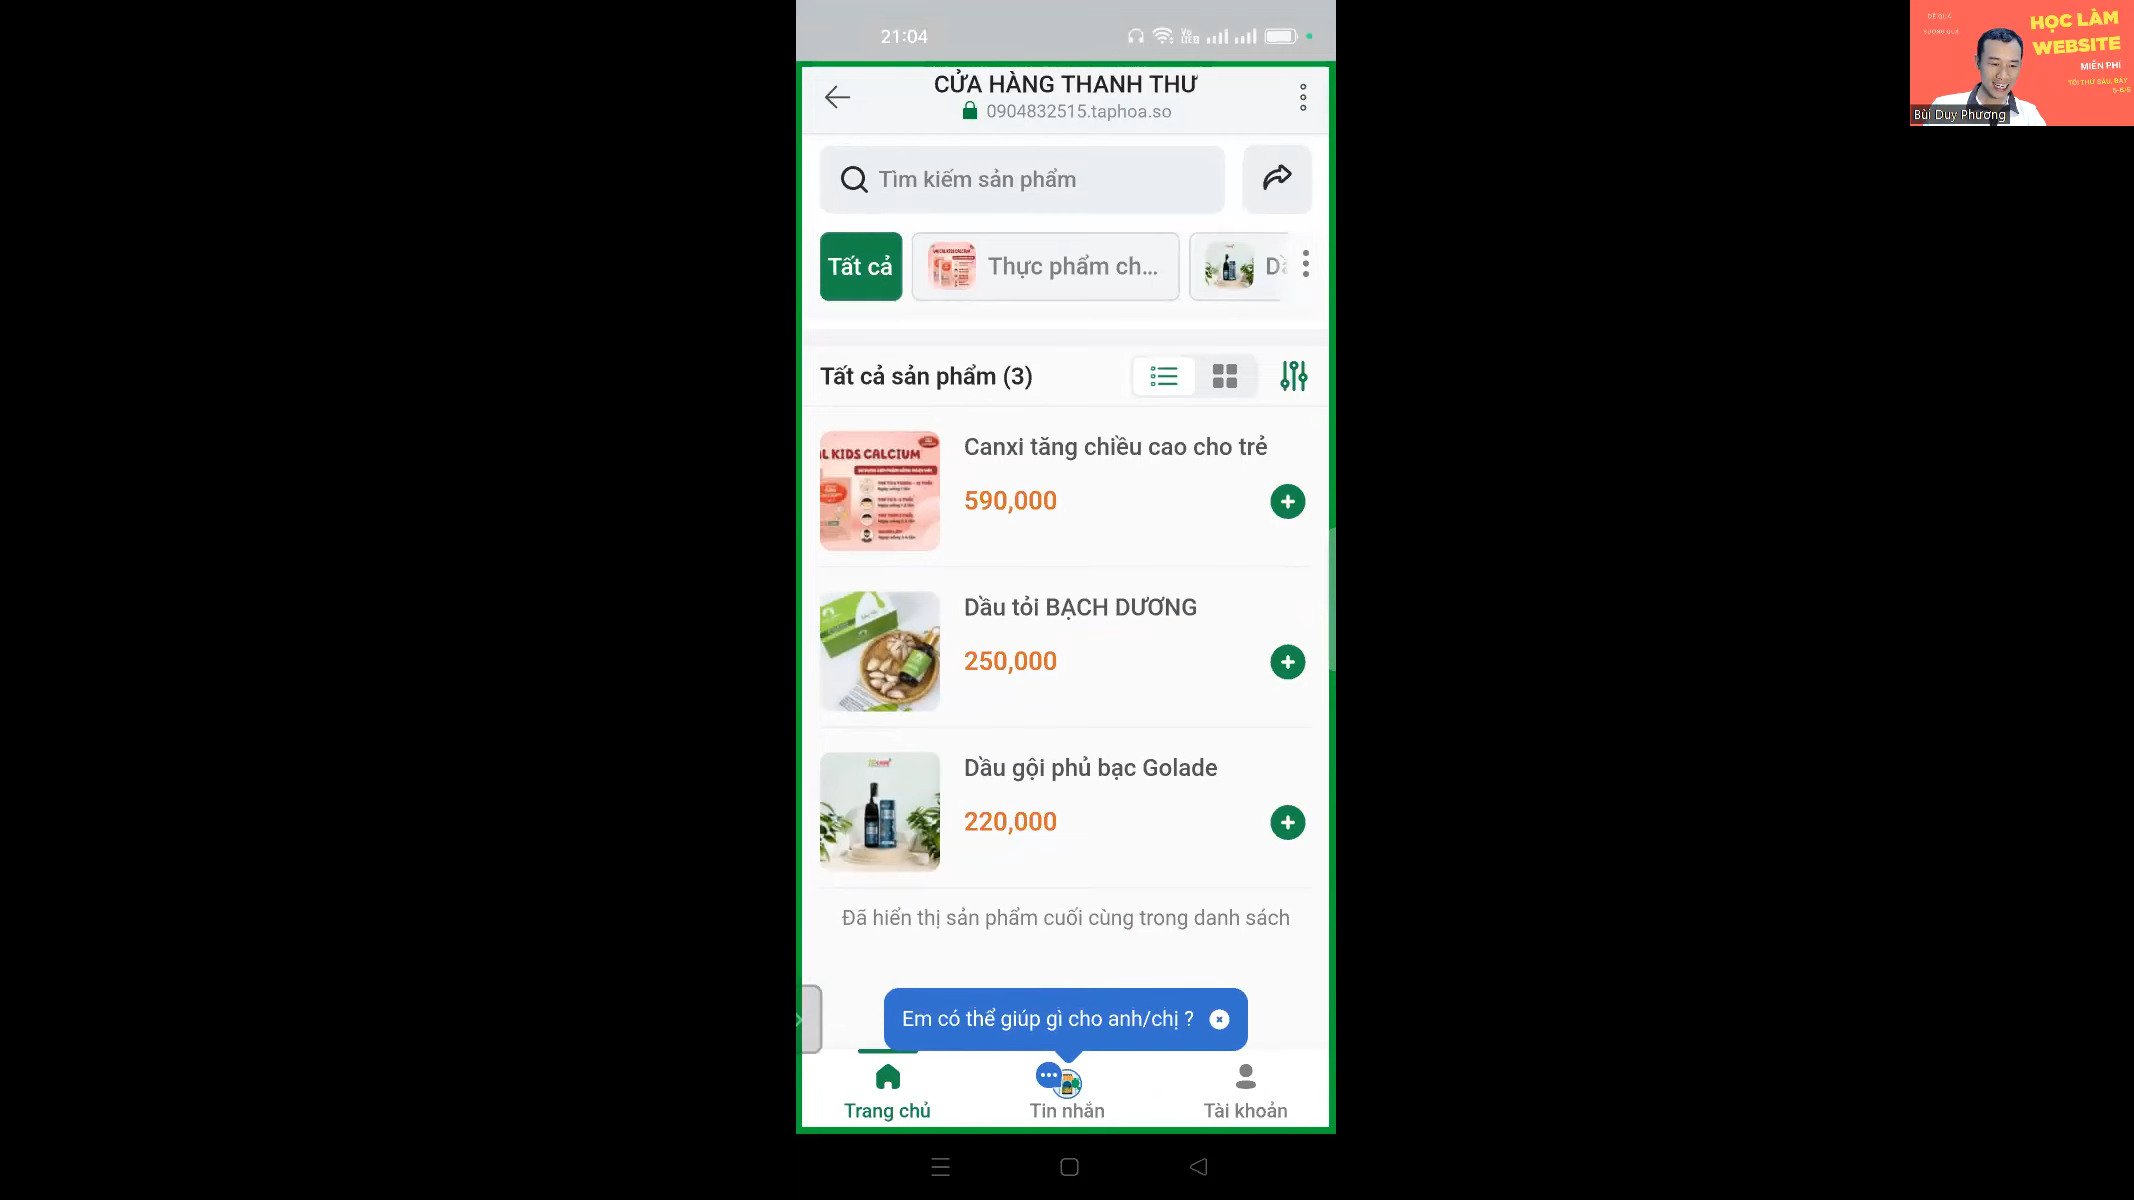 21:04
CỬA HÀNG THANH THƯ
0904832515.taphoa.so
Tìm kiếm sản phẩm
Tất cả
Thực phẩm ch...
Tất cả sản phẩm (3)
Canxi tăng chiều cao cho trẻ
590,000
L KIDS CALCIUM
Dầu tỏi BẠCH DƯƠNG
250,000
Dầu gội phủ bạc Golade
220,000
Đã hiển thị sản phẩm cuối cùng trong danh sách
Em có thể giúp gì cho anh/chị ?
Trang chủ
Tin nhắn
Tài khoản
HỌC LÀM
WEBSITE
MIỄN PHÍ
TỐI THỨ SÁU, BẢY
Bùi Duy Phương